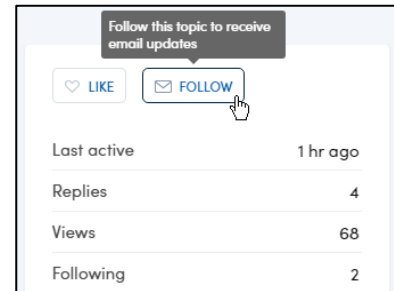 Follow this topic to receive
email updates
LIKE FOLLOW
Last active 1 hr ago
Replies 4
Views 68
Following 2